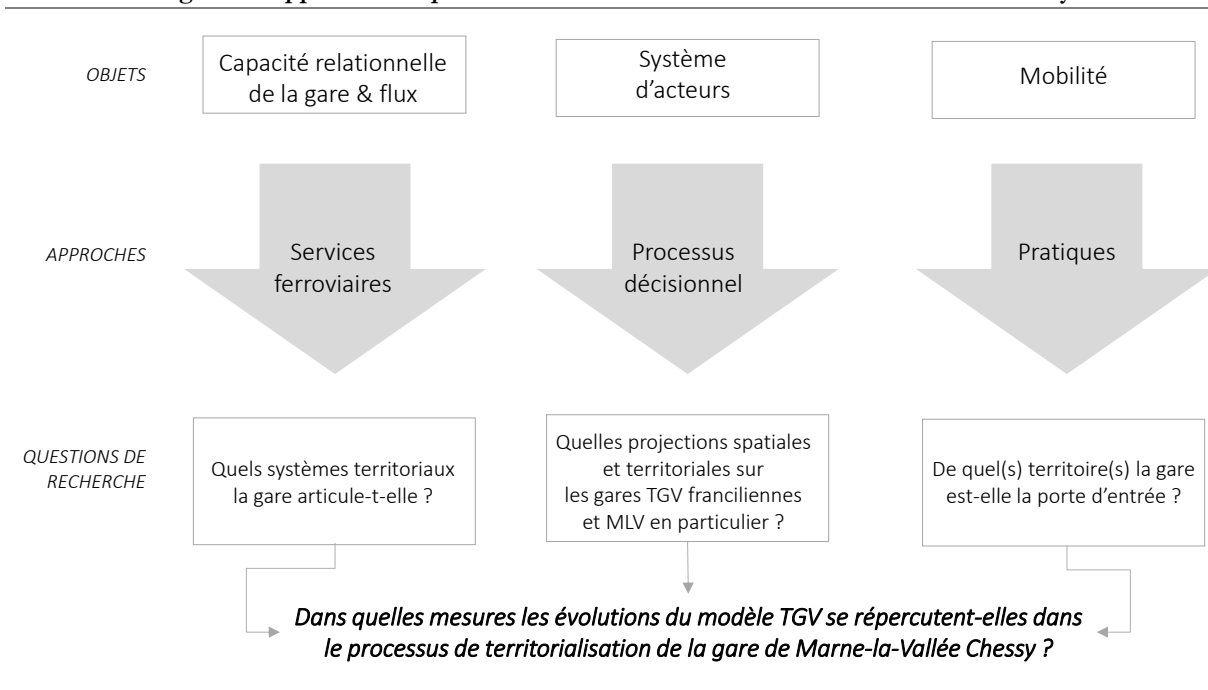 OBJETS
Capacité relationnelle
de la gare & flux
Système
d'acteurs
Mobilité
APPROCHES
Services
ferroviaires
Processus
décisionnel
Pratiques
QUESTIONS DE
RECHERCHE
Quels systèmes territoriaux
la gare articule-t-elle ?
Quelles projections spatiales
et territoriales sur
les gares TGV franciliennes
et MLV en particulier ?
De quel(s) territoire(s) la gare
est-elle la porte d'entrée ?
Dans quelles mesures les évolutions du modèle TGV se répercutent-elles dans
le processus de territorialisation de la gare de Marne-la-Vallée Chessy ?